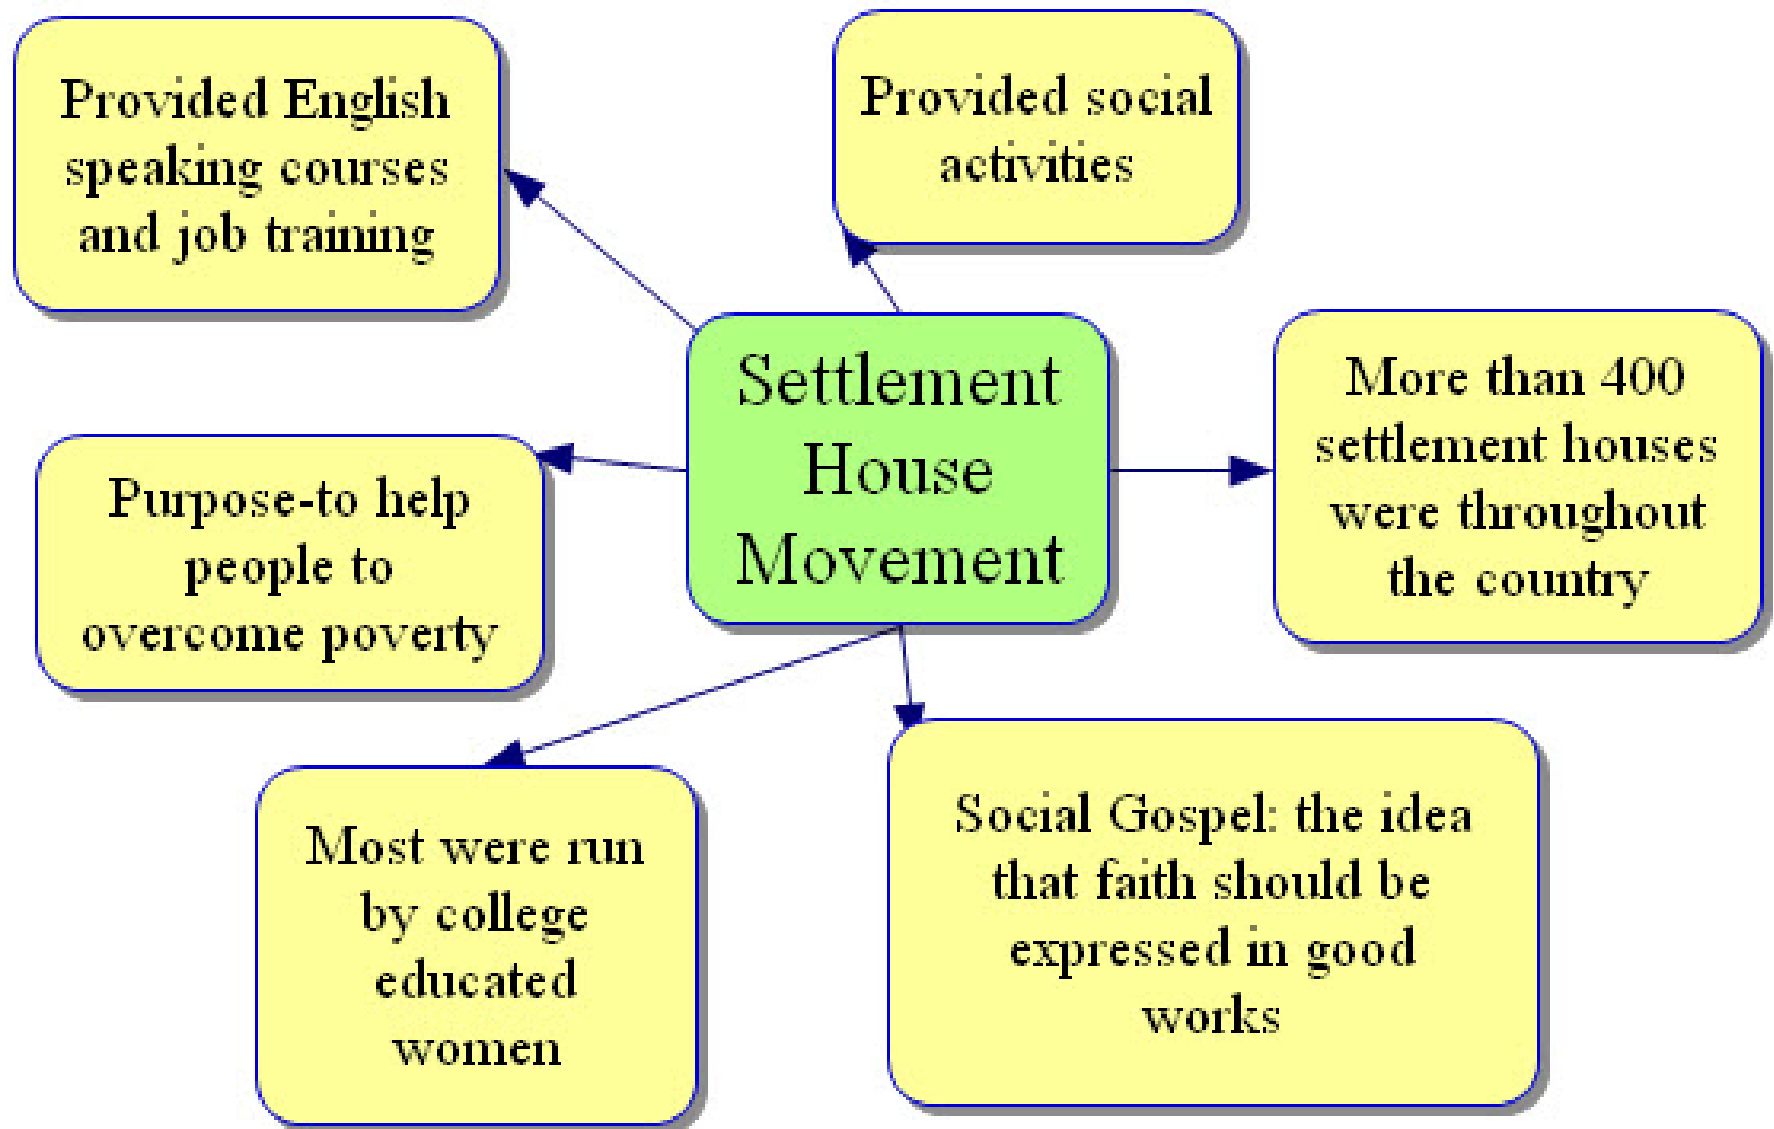 Provided English
speaking courses
and job training
Provided social
activities
Settlement
House
Movement
More than 400
settlement houses
were throughout
the country
Purpose-to help
people to
overcome poverty
Most were run
by college
educated
women
Social Gospel: the idea
that faith should be
expressed in good
works